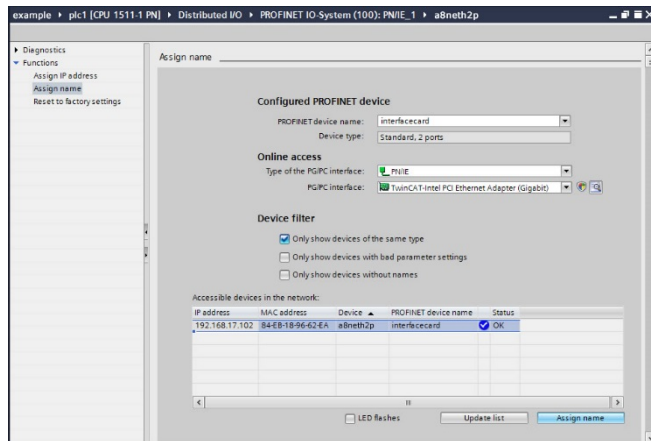 example ▸ plc1 [CPU 1511-1 PN] ▸ Distributed I/O ▸ PROFINET IO-System (100): PN/IE_1 ▸ a8neth2p
Diagnostics
Functions
Assign IP address
Assign name
Reset to factory settings
Assign name
Configured PROFINET device
PROFINET device name: interfacecard
Device type: Standard, 2 ports
Online access
Type of the PG/PC interface: PN/IE
PG/PC interface: TwinCAT-Intel PCI Ethernet Adapter (Gigabit)
Device filter
Only show devices of the same type
Only show devices with bad parameter settings
Only show devices without names
Accessible devices in the network:
IP address MAC address Device PROFINET device name Status
192.168.17.102 84-EB-18-96-62-EA a8neth2p interfacecard OK
LED flashes Update list Assign name